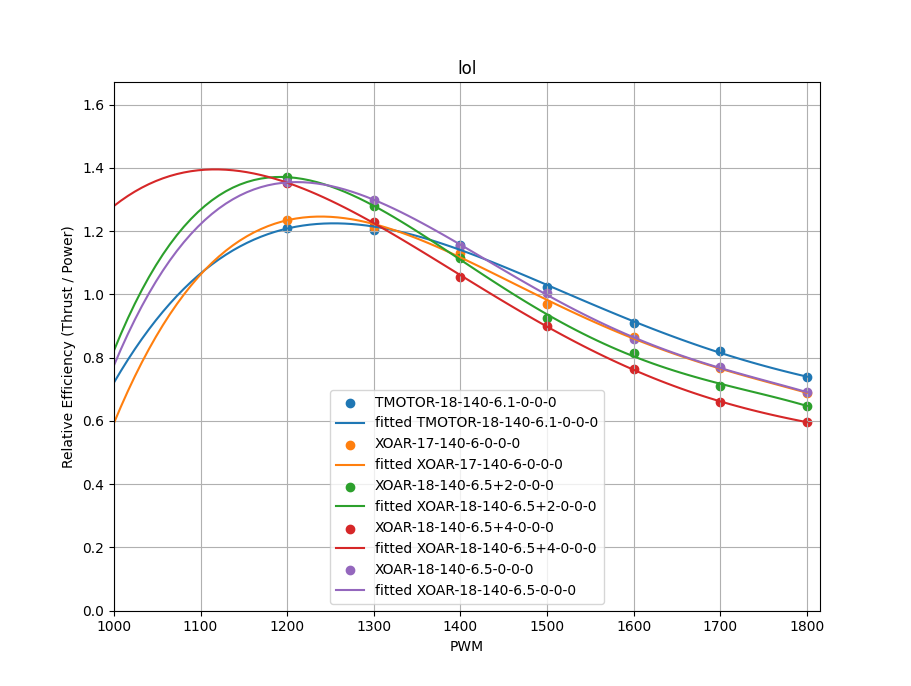 lol
Relative Efficiency (Thrust / Power)
1.6
1.4
1.2
1.0
0.8
0.6
0.4
0.2
0.0
TMOTOR-18-140-6.1-0-0-0
fitted TMOTOR-18-140-6.1-0-0-0
XOAR-17-140-6-0-0-0
fitted XOAR-17-140-6-0-0-0
XOAR-18-140-6.5+2-0-0-0
fitted XOAR-18-140-6.5+2-0-0-0
XOAR-18-140-6.5+4-0-0-0
fitted XOAR-18-140-6.5+4-0-0-0
XOAR-18-140-6.5-0-0-0
fitted XOAR-18-140-6.5-0-0-0
1000 1100 1200 1300 1400 1500 1600 1700 1800
PWM